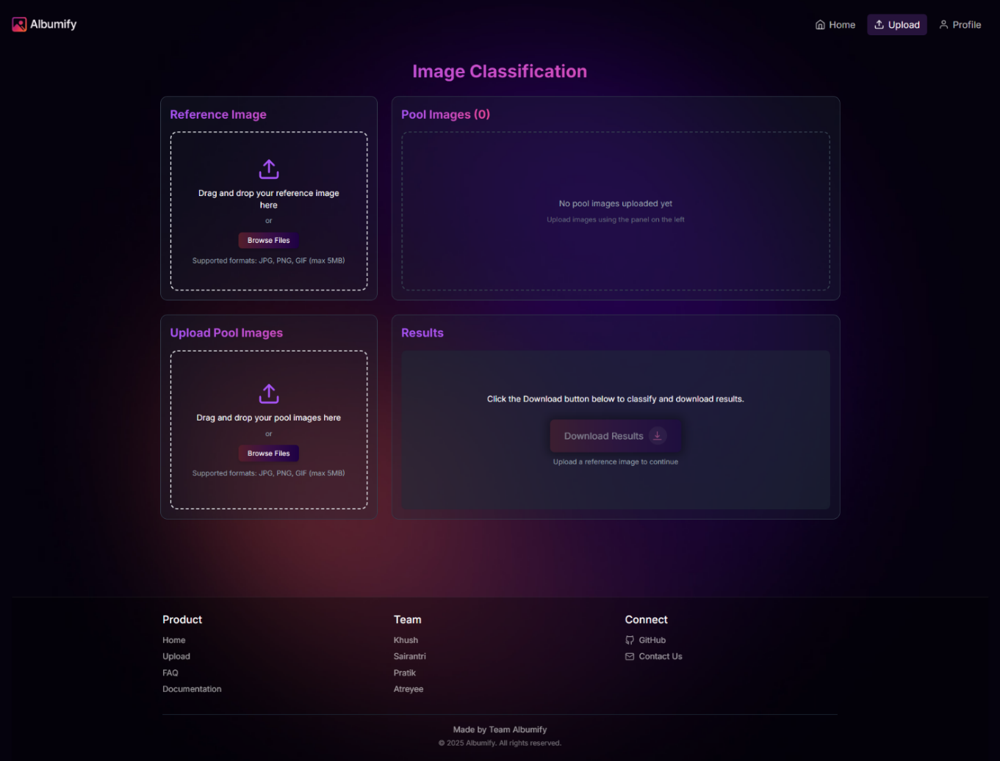 Albumify
Home
Upload
Profile
Image Classification
Reference Image
Drag and drop your reference image
here
or
Browse Files
Supported formats: JPG, PNG, GIF (max 5MB)
Pool Images (0)
No pool images uploaded yet
Upload images using the panel on the left
Upload Pool Images
Drag and drop your pool images here
or
Browse Files
Supported formats: JPG, PNG, GIF (max 5MB)
Results
Click the Download button below to classify and download results.
Download Results
Upload a reference image to continue
Product
Home
Upload
FAQ
Documentation
Team
Khush
Sairantri
Pratik
Atreyee
Connect
GitHub
Contact Us
Made by Team Albumify
© 2025 Albumify. All rights reserved.